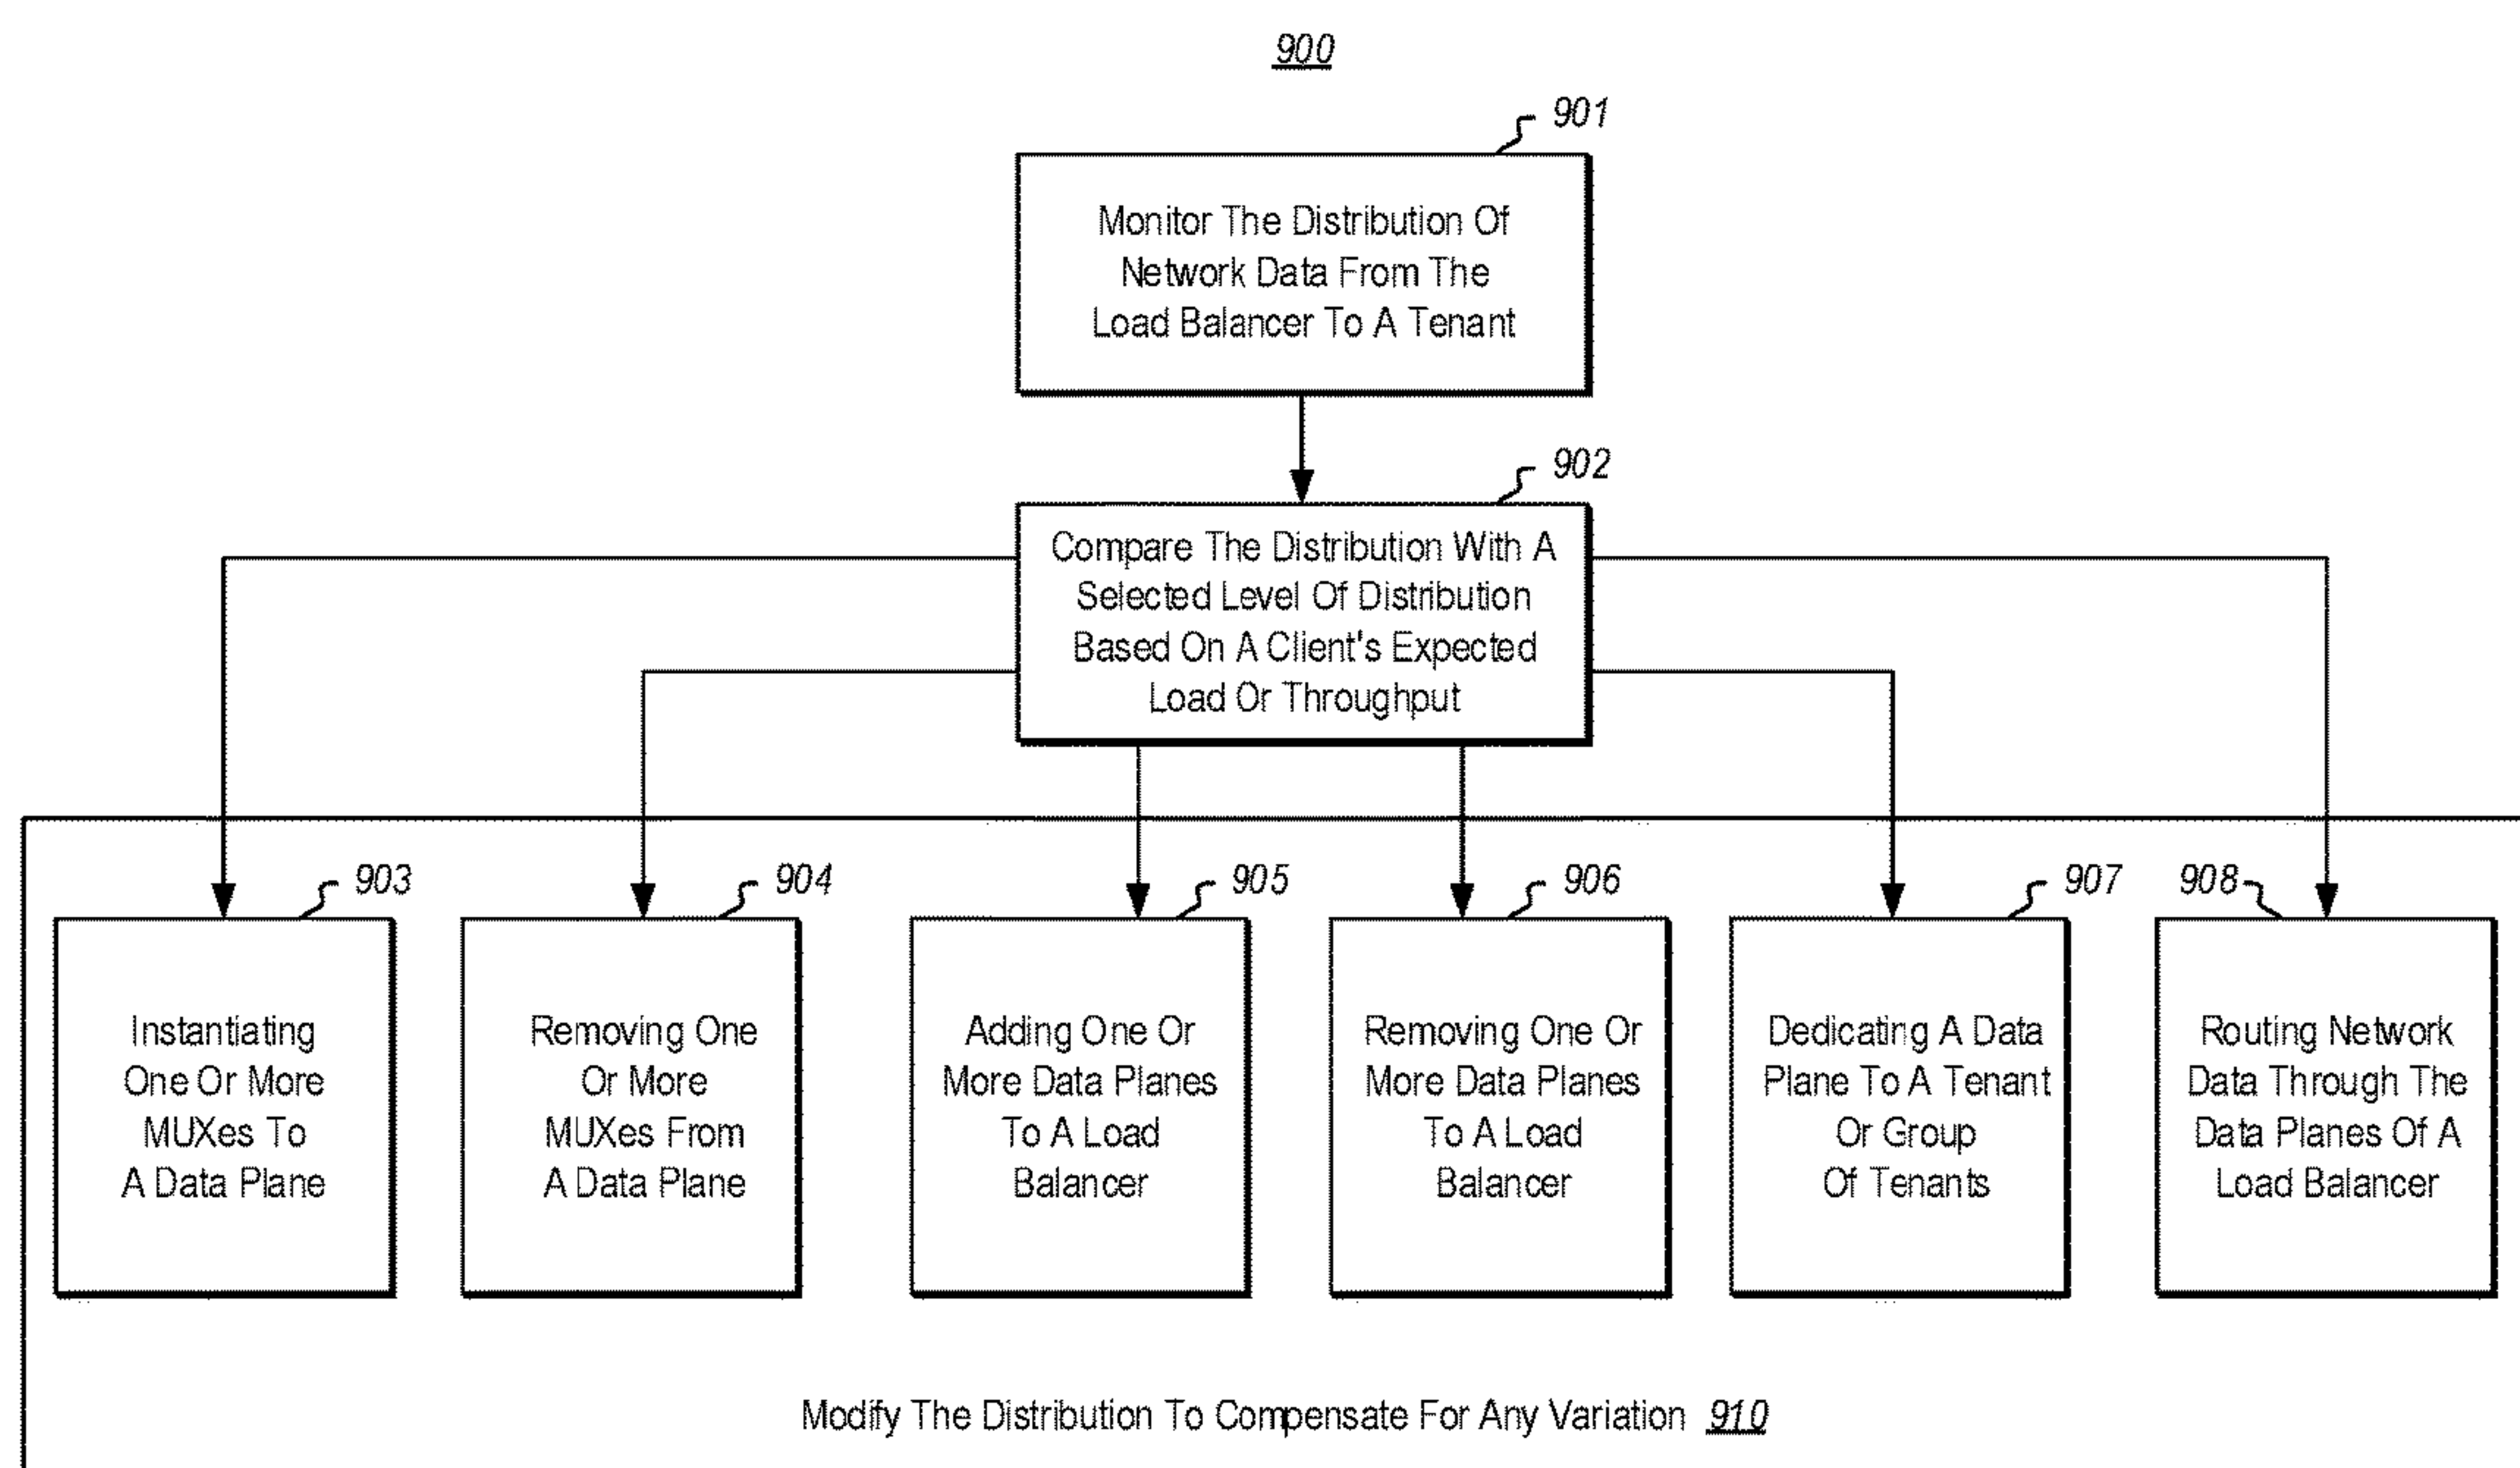 900
901
Monitor The Distribution Of
Network Data From The
Load Balancer To A Tenant
902
Compare The Distribution With A
Selected Level Of Distribution
Based On A Client's Expected
Load Or Throughput
903
Instantiating
One Or More
MUXes To
A Data Plane
904
Removing One
Or More
MUXes From
A Data Plane
905
Adding One Or
More Data Planes
To A Load
Balancer
906
Removing One Or
More Data Planes
To A Load
Balancer
907
Dedicating A Data
Plane To A Tenant
Or Group
Of Tenants
908
Routing Network
Data Through The
Data Planes Of A
Load Balancer
Modify The Distribution To Compensate For Any Variation 910